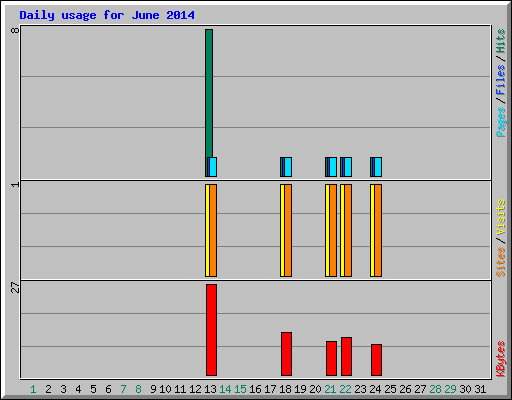 Daily usage for June 2014
8
1
27
Pages / Files / Hits
Sites / Visits
KBytes
1 2 3 4 5 6 7 8 9 10 11 12 13 14 15 16 17 18 19 20 21 22 23 24 25 26 27 28 29 30 31